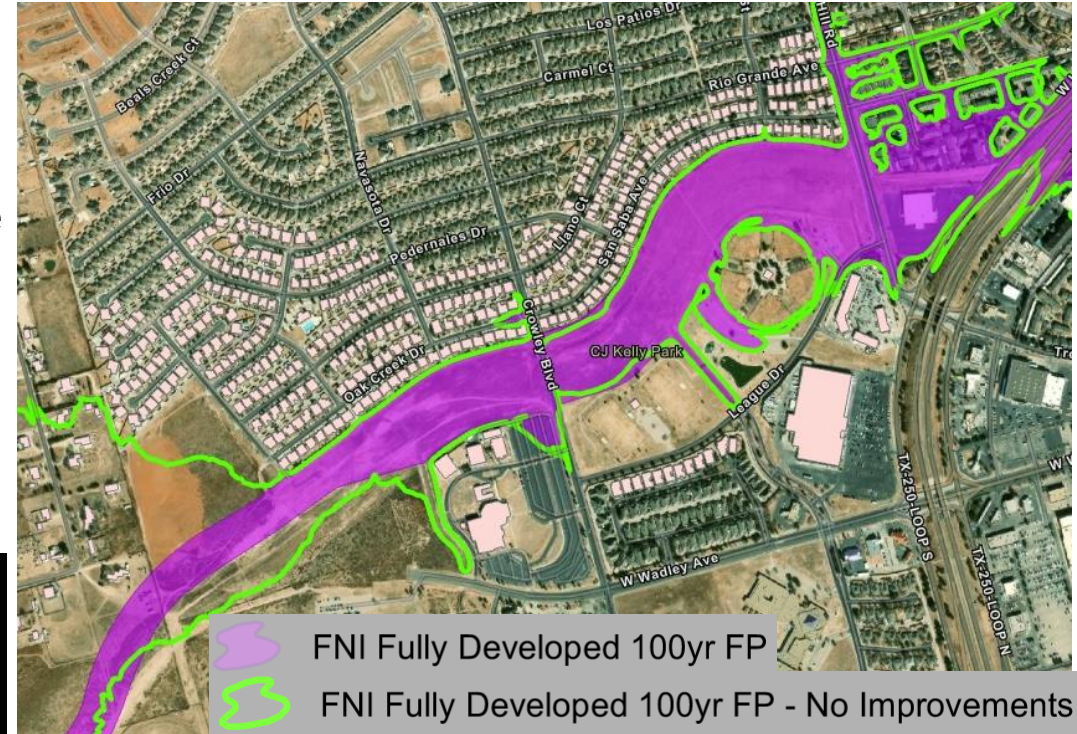 Los Patios Dr
Hill Rd
Beals Creek Ct
Carmel Ct
Rio Grande Ave
Frio Dr
Navasota Dr
Llano Ct
San Saba Ave
Pedernales Dr
Crowley Blvd
CJ Kelly Park
Oak Creek Dr
League Dr
TX-250-LOOP S
W Wadley Ave
TX-250-LOOP N
FNI Fully Developed 100yr FP
FNI Fully Developed 100yr FP - No Improvements